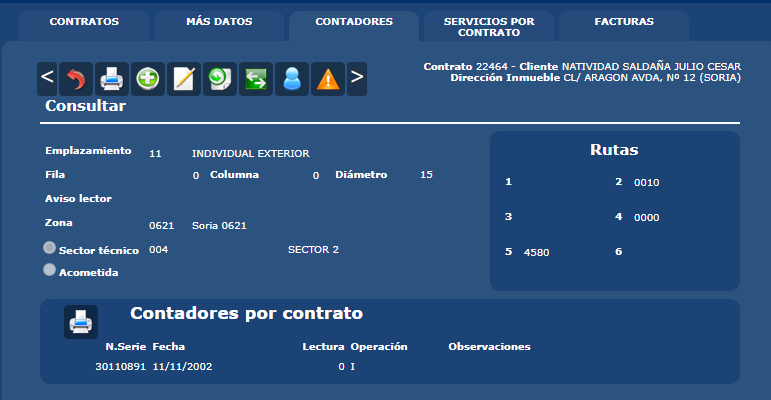 CONTRATOS MÁS DATOS CONTADORES SERVICIOS POR CONTRATO FACTURAS
< >
Contrato 22464 - Cliente NATIVIDAD SALDAÑA JULIO CESAR
Dirección Inmueble CL/ ARAGON AVDA, Nº 12 (SORIA)
Consultar
Emplazamiento 11 INDIVIDUAL EXTERIOR
Fila 0 Columna 0 Diámetro 15
Aviso lector
Zona 0621 Soria 0621
Sector técnico 004 SECTOR 2
Acometida
Rutas
1 2 0010
3 4 0000
5 4580 6
Contadores por contrato
N.Serie Fecha Lectura Operación Observaciones
30110891 11/11/2002 0 I